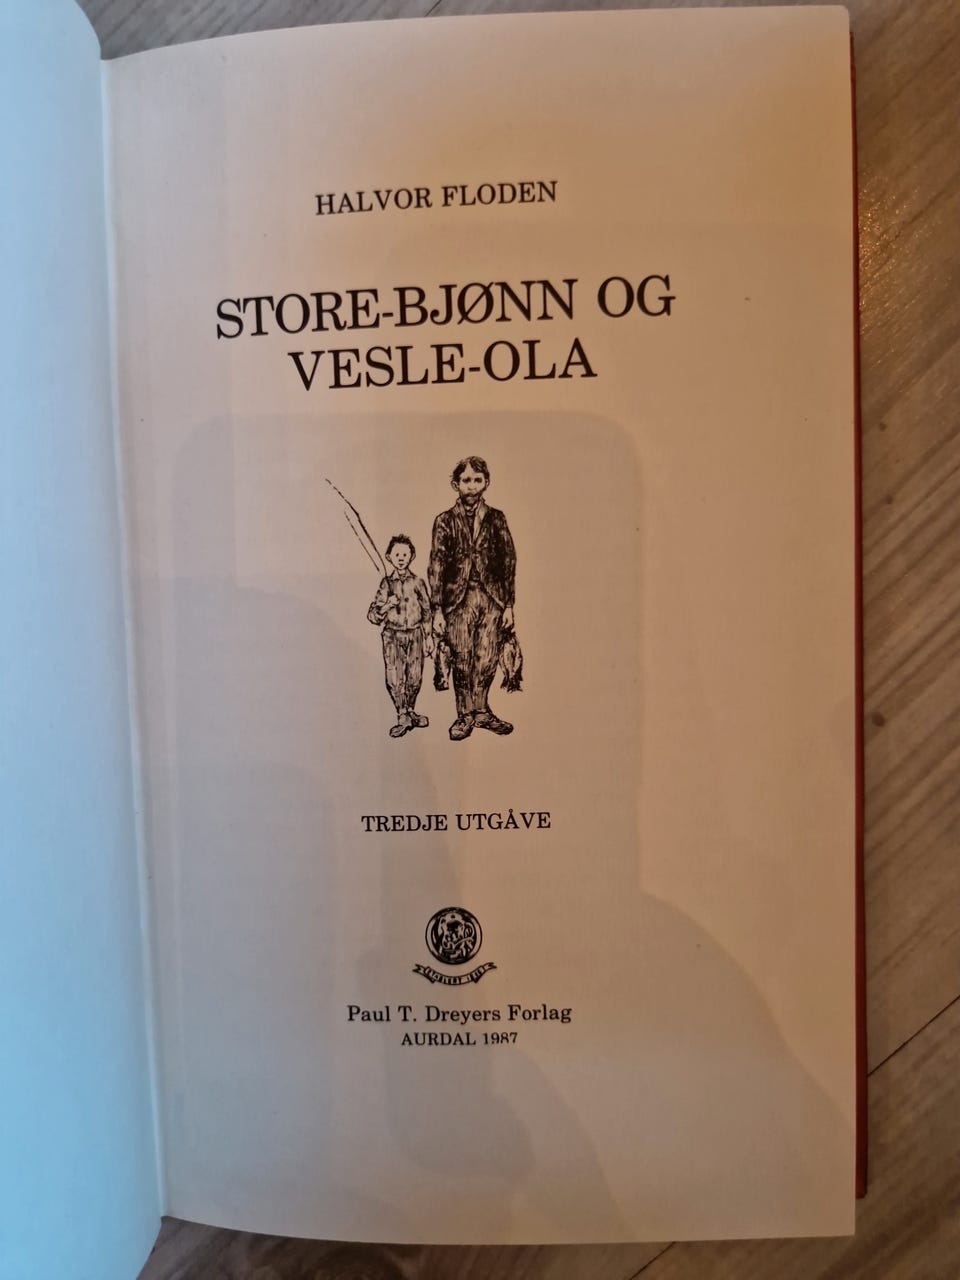 HALVOR FLODEN
STORE-BJØNN OG
VESLE-OLA
TREDJE UTGÅVE
Paul T. Dreyers Forlag
AURDAL 1987